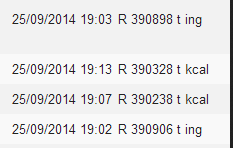 25/09/2014 19:03 R 390898 t ing
25/09/2014 19:13 R 390328 t kcal
25/09/2014 19:07 R 390238 t kcal
25/09/2014 19:02 R 390906 t ing